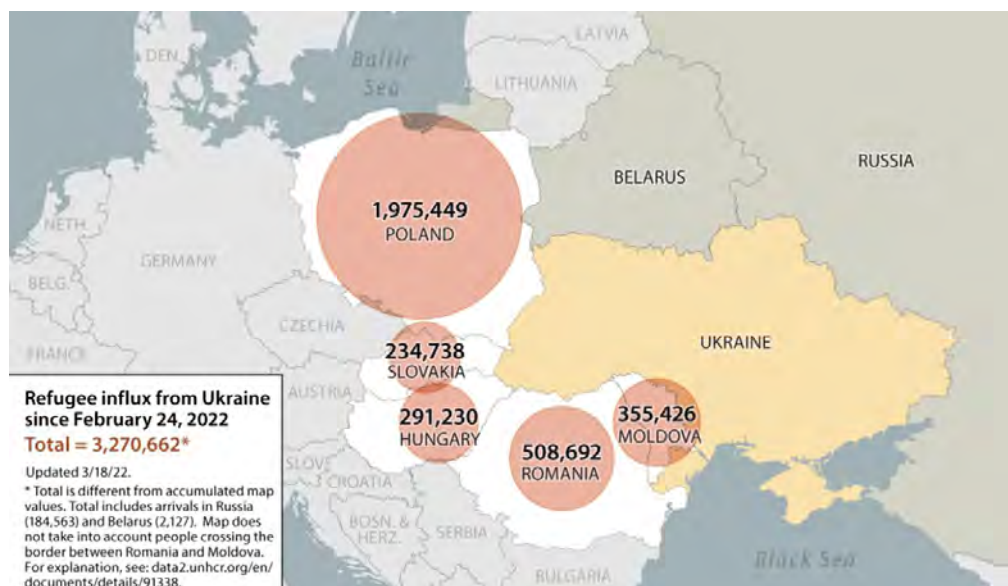 LATVIA
DEN.
Baltic
Sea
LITHUANIA
RUSSIA
BELARUS
1,975,449
POLAND
NETH.
GERMANY
BELG.
CZECHIA
UKRAINE
234,738
SLOVAKIA
FRANCE
AUSTRIA
291,230
HUNGARY
355,426
MOLDOVA
508,692
ROMANIA
SLOVE.
CROATIA
BOSN. &
HERZ.
SERBIA
BULGARIA
Black Sea
Refugee influx from Ukraine
since February 24, 2022
Total = 3,270,662*
Updated 3/18/22.
* Total is different from accumulated map
values. Total includes arrivals in Russia
(184,563) and Belarus (2,127). Map does
not take into account people crossing the
border between Romania and Moldova.
For explanation, see: data2.unhcr.org/en/
documents/details/91338.